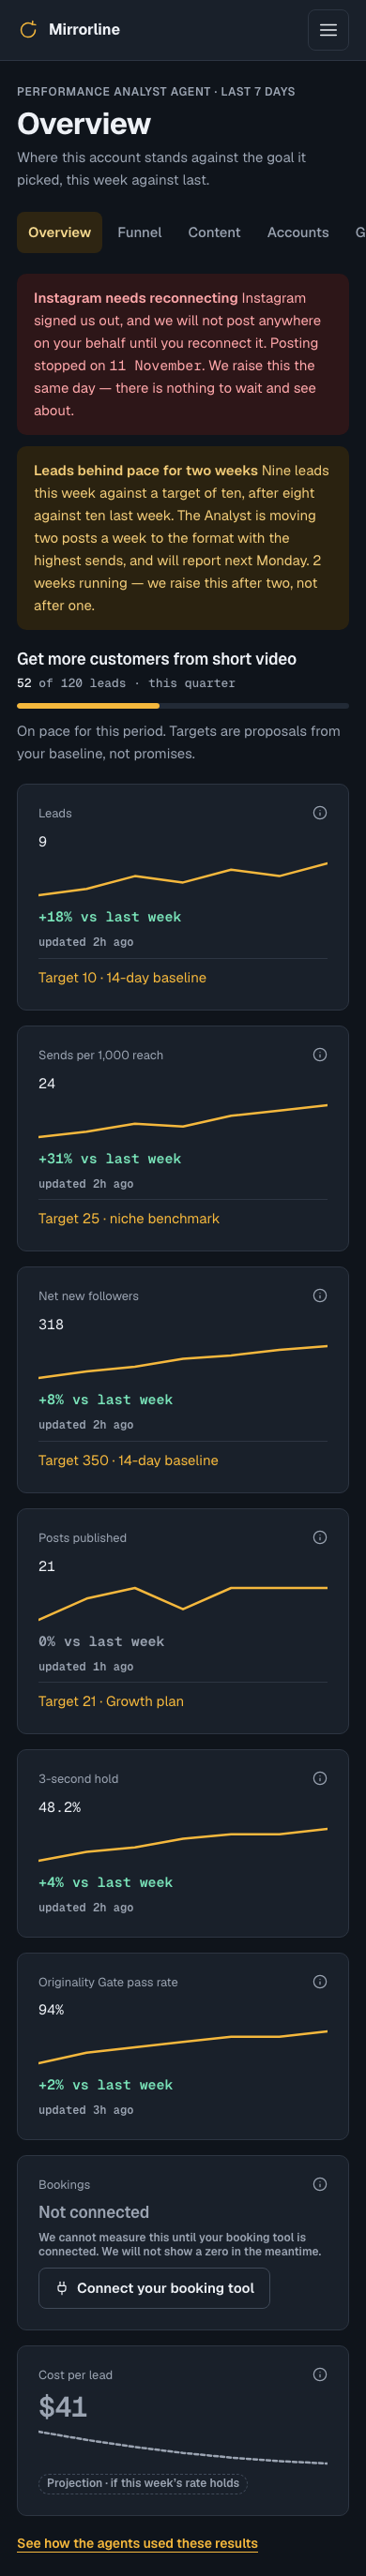 Mirrorline
PERFORMANCE ANALYST AGENT · LAST 7 DAYS
Overview
Where this account stands against the goal it
picked, this week against last.
Overview Funnel Content Accounts G
Instagram needs reconnecting Instagram
signed us out, and we will not post anywhere
on your behalf until you reconnect it. Posting
stopped on 11 November. We raise this the
same day — there is nothing to wait and see
about.
Leads behind pace for two weeks Nine leads
this week against a target of ten, after eight
against ten last week. The Analyst is moving
two posts a week to the format with the
highest sends, and will report next Monday. 2
weeks running — we raise this after two, not
after one.
Get more customers from short video
52 of 120 leads · this quarter
On pace for this period. Targets are proposals from
your baseline, not promises.
Leads
9
+18% vs last week
updated 2h ago
Target 10 · 14-day baseline
Sends per 1,000 reach
24
+31% vs last week
updated 2h ago
Target 25 · niche benchmark
Net new followers
318
+8% vs last week
updated 2h ago
Target 350 · 14-day baseline
Posts published
21
0% vs last week
updated 1h ago
Target 21 · Growth plan
3-second hold
48.2%
+4% vs last week
updated 2h ago
Originality Gate pass rate
94%
+2% vs last week
updated 3h ago
Bookings
Not connected
We cannot measure this until your booking tool is
connected. We will not show a zero in the meantime.
Connect your booking tool
Cost per lead
$41
Projection · if this week's rate holds
See how the agents used these results